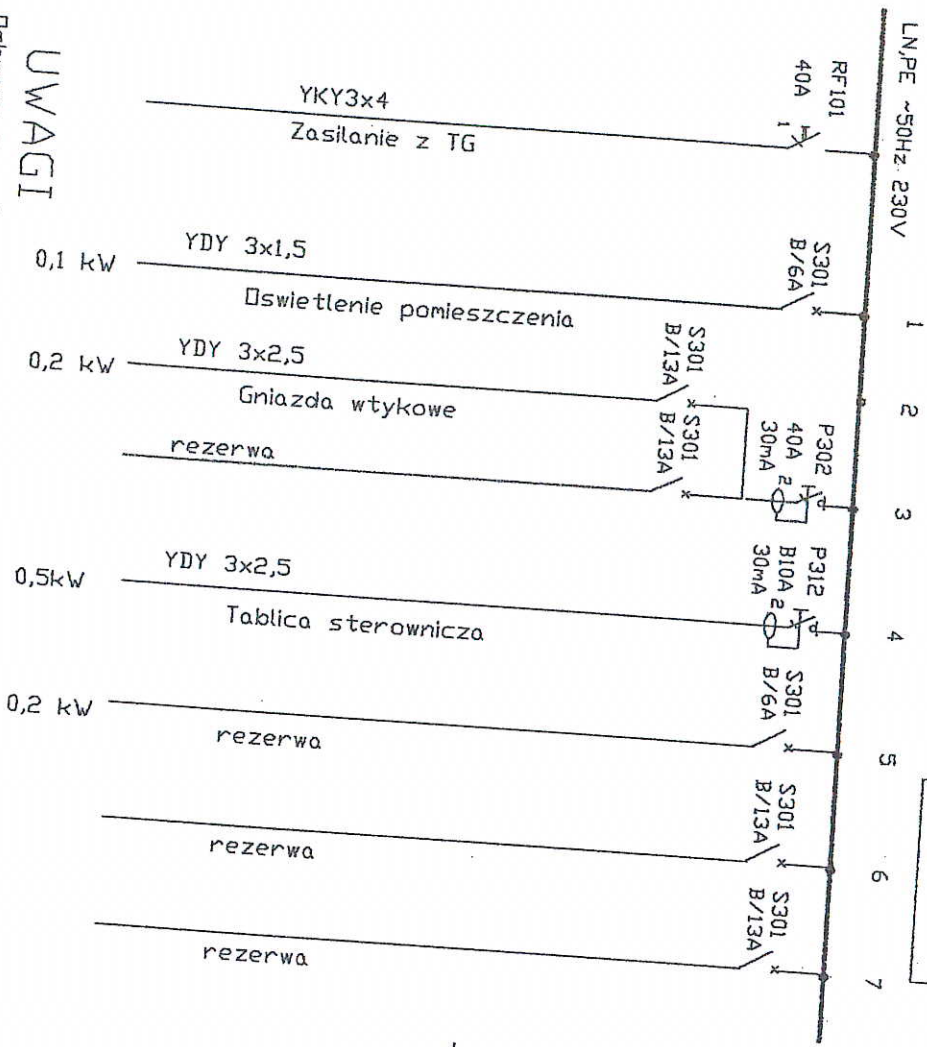 L,N,PE ~50Hz 230V
RF101
40A
1
YKY3x4
Zasilanie z TG
1
S301
B/6A
YDY 3x1,5
0,1 kW
Oswietlenie pomieszczenia
2
S301
B/13A
YDY 3x2,5
0,2 kW
Gniazda wtykowe
3
P302
40A
30mA
2
S301
B/13A
rezerwa
4
P312
B10A
30mA
2
YDY 3x2,5
0,5kW
Tablica sterownicza
5
S301
B/6A
0,2 kW
rezerwa
6
S301
B/13A
rezerwa
7
S301
B/13A
rezerwa
UWAGI